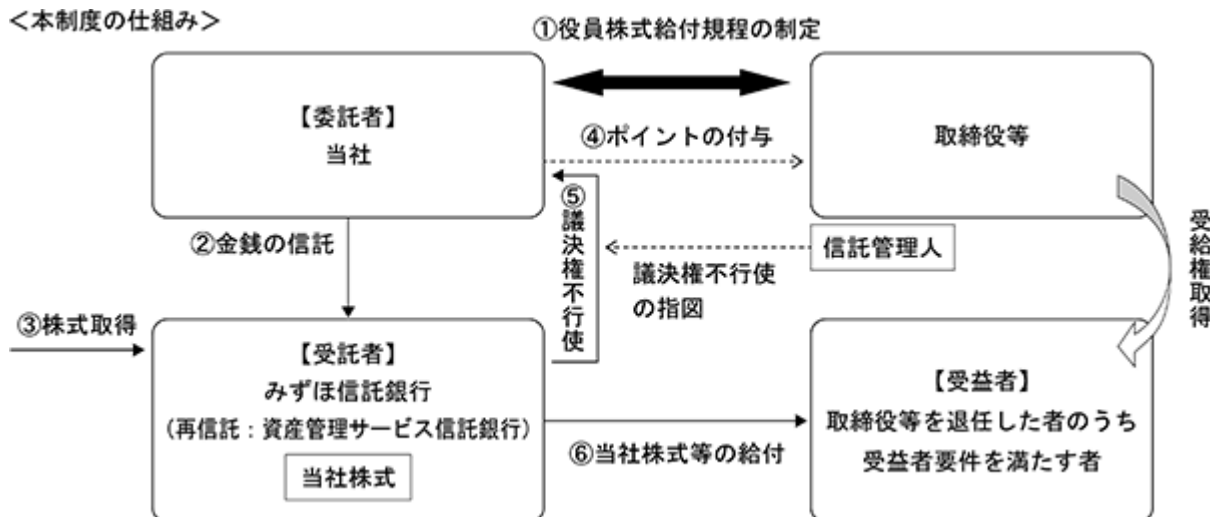 ＜本制度の仕組み＞
①役員株式給付規程の制定
【委託者】
当社
④ポイントの付与
取締役等
②金銭の信託
⑤議決権不行使
信託管理人
議決権不行使
の指図
受給権取得
③株式取得
【受託者】
みずほ信託銀行
（再信託：資産管理サービス信託銀行）
当社株式
⑥当社株式等の給付
【受益者】
取締役等を退任した者のうち
受益者要件を満たす者